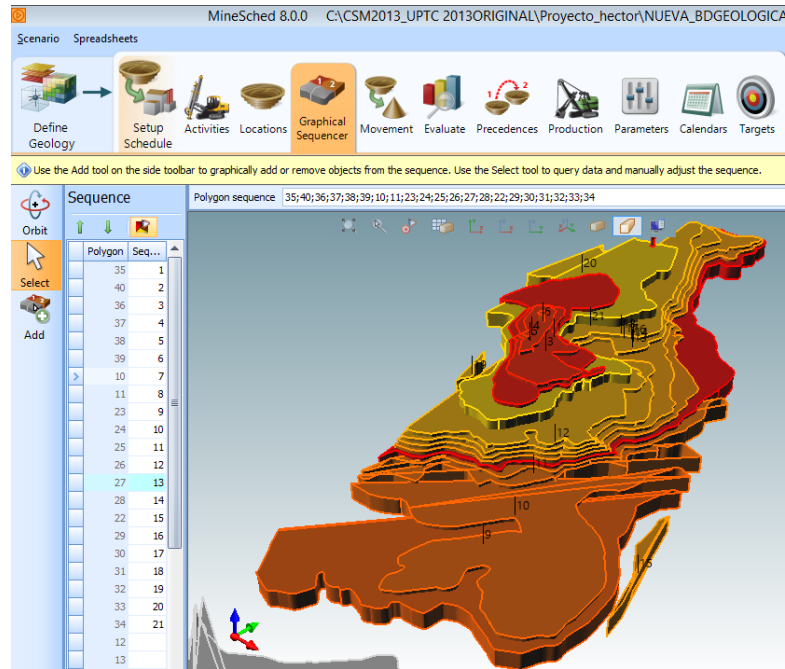 MineSched 8.0.0 C:\CSM2013_UPTC 2013ORIGINAL\Proyecto_hector\NUEVA_BDGEOLOGICA
Scenario Spreadsheets
Define Geology
Setup Schedule
Activities
Locations
Graphical Sequencer
Movement
Evaluate
Precedences
Production
Parameters
Calendars
Targets
Use the Add tool on the side toolbar to graphically add or remove objects from the sequence. Use the Select tool to query data and manually adjust the sequence.
Orbit
Select
Add
Sequence
Polygon Seq...
35 1
40 2
36 3
37 4
38 5
39 6
10 7
11 8
23 9
24 10
25 11
26 12
27 13
28 14
22 15
29 16
30 17
31 18
32 19
33 20
34 21
12
13
Polygon sequence 35;40;36;37;38;39;10;11;23;24;25;26;27;28;22;29;30;31;32;33;34
20
21
3
12
11
10
9
15